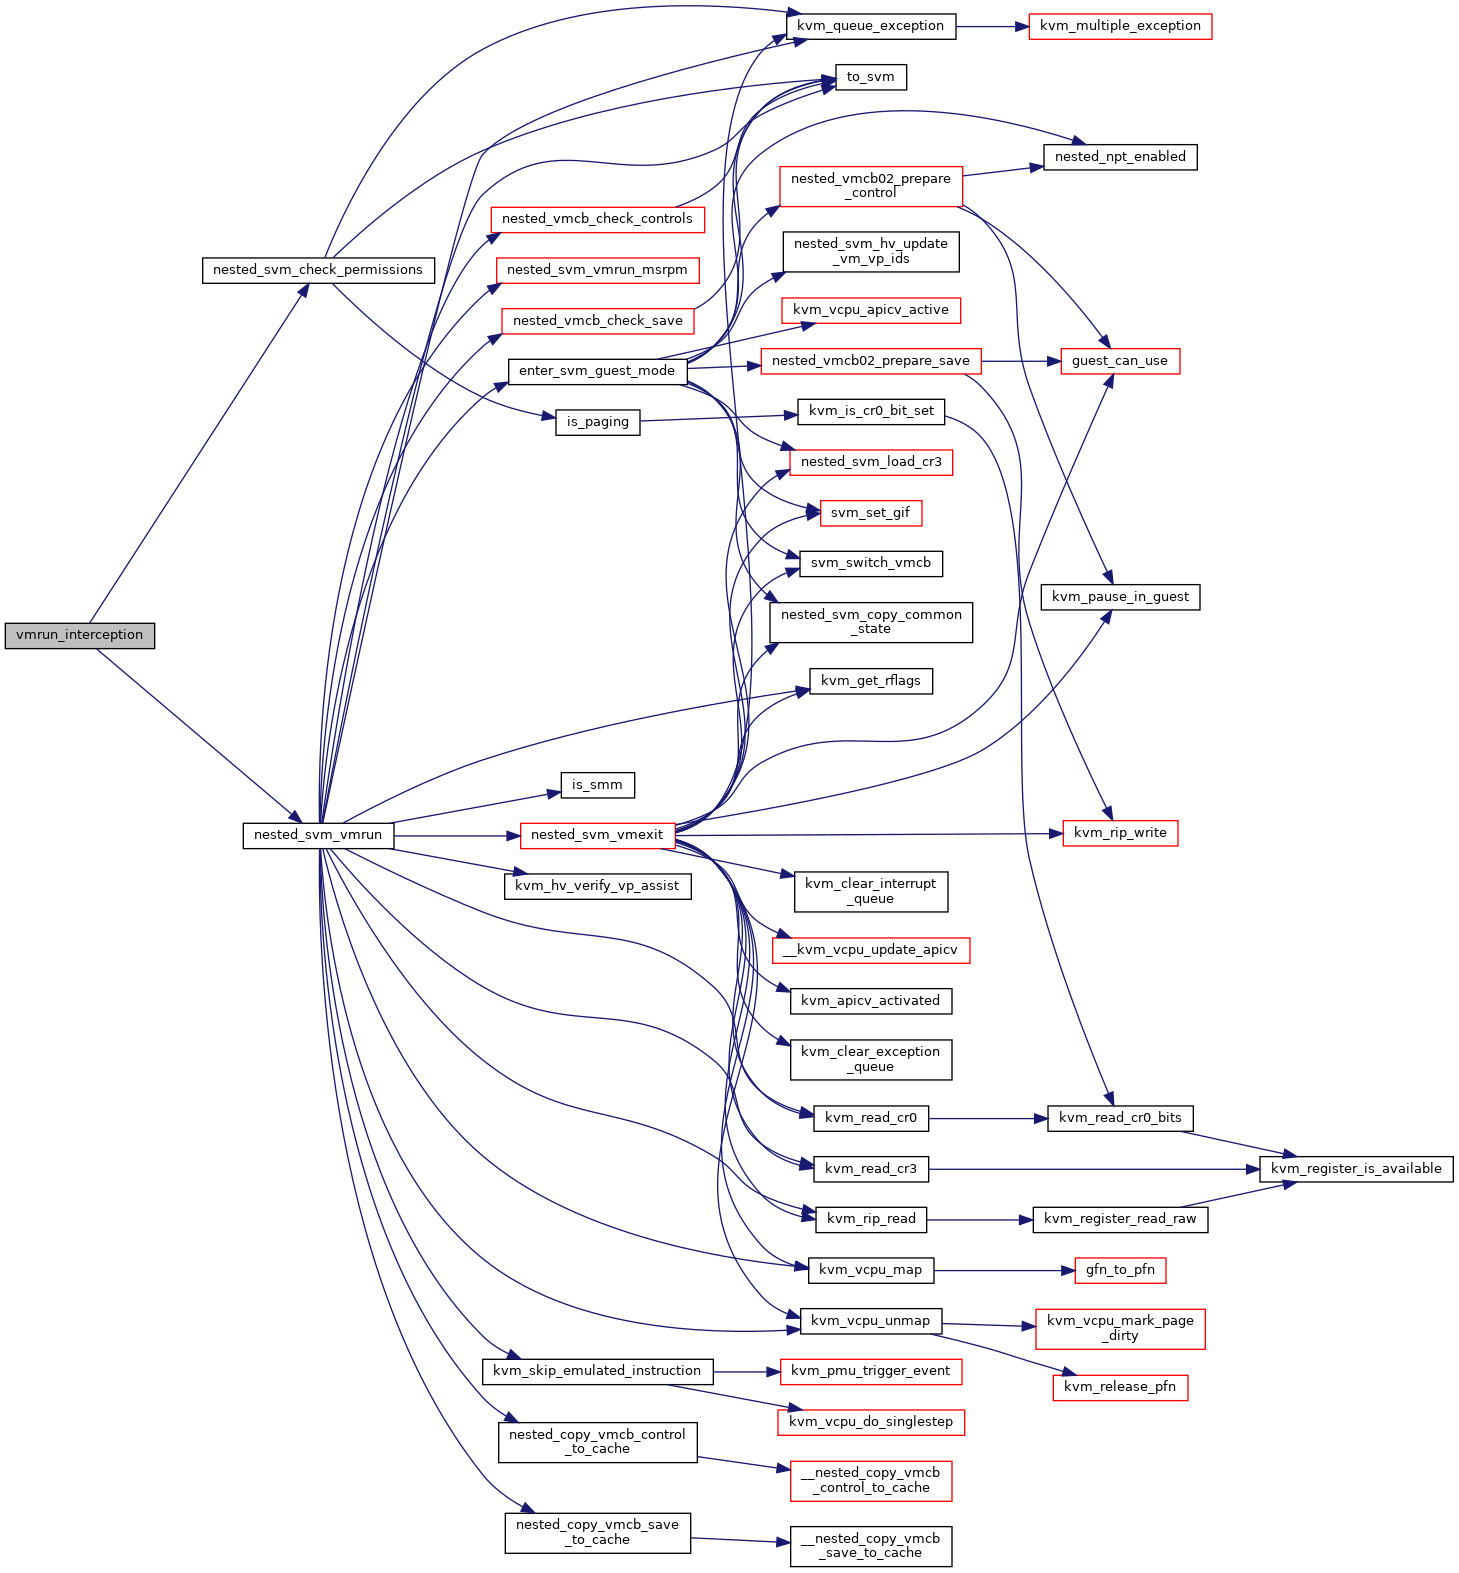 kvm_queue_exception
kvm_multiple_exception
to_svm
nested_npt_enabled
nested_vmcb02_prepare
_control
nested_vmcb_check_controls
nested_svm_hv_update
_vm_vp_ids
nested_svm_check_permissions
nested_svm_vmrun_msrpm
kvm_vcpu_apicv_active
nested_vmcb_check_save
nested_vmcb02_prepare_save
guest_can_use
enter_svm_guest_mode
kvm_is_cr0_bit_set
is_paging
nested_svm_load_cr3
svm_set_gif
svm_switch_vmcb
kvm_pause_in_guest
nested_svm_copy_common
_state
vmrun_interception
kvm_get_rflags
is_smm
nested_svm_vmrun
nested_svm_vmexit
kvm_rip_write
kvm_hv_verify_vp_assist
kvm_clear_interrupt
_queue
__kvm_vcpu_update_apicv
kvm_apicv_activated
kvm_clear_exception
_queue
kvm_read_cr0
kvm_read_cr0_bits
kvm_read_cr3
kvm_register_is_available
kvm_rip_read
kvm_register_read_raw
kvm_vcpu_map
gfn_to_pfn
kvm_vcpu_unmap
kvm_vcpu_mark_page
_dirty
kvm_skip_emulated_instruction
kvm_pmu_trigger_event
kvm_release_pfn
kvm_vcpu_do_singlestep
nested_copy_vmcb_control
_to_cache
__nested_copy_vmcb
_control_to_cache
nested_copy_vmcb_save
_to_cache
__nested_copy_vmcb
_save_to_cache